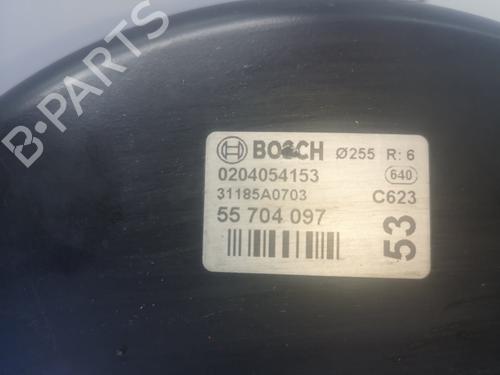 B-PARTS
BOSCH Ø255 R: 6
0204054153 640
31185A0703 C623
55 704 097
53